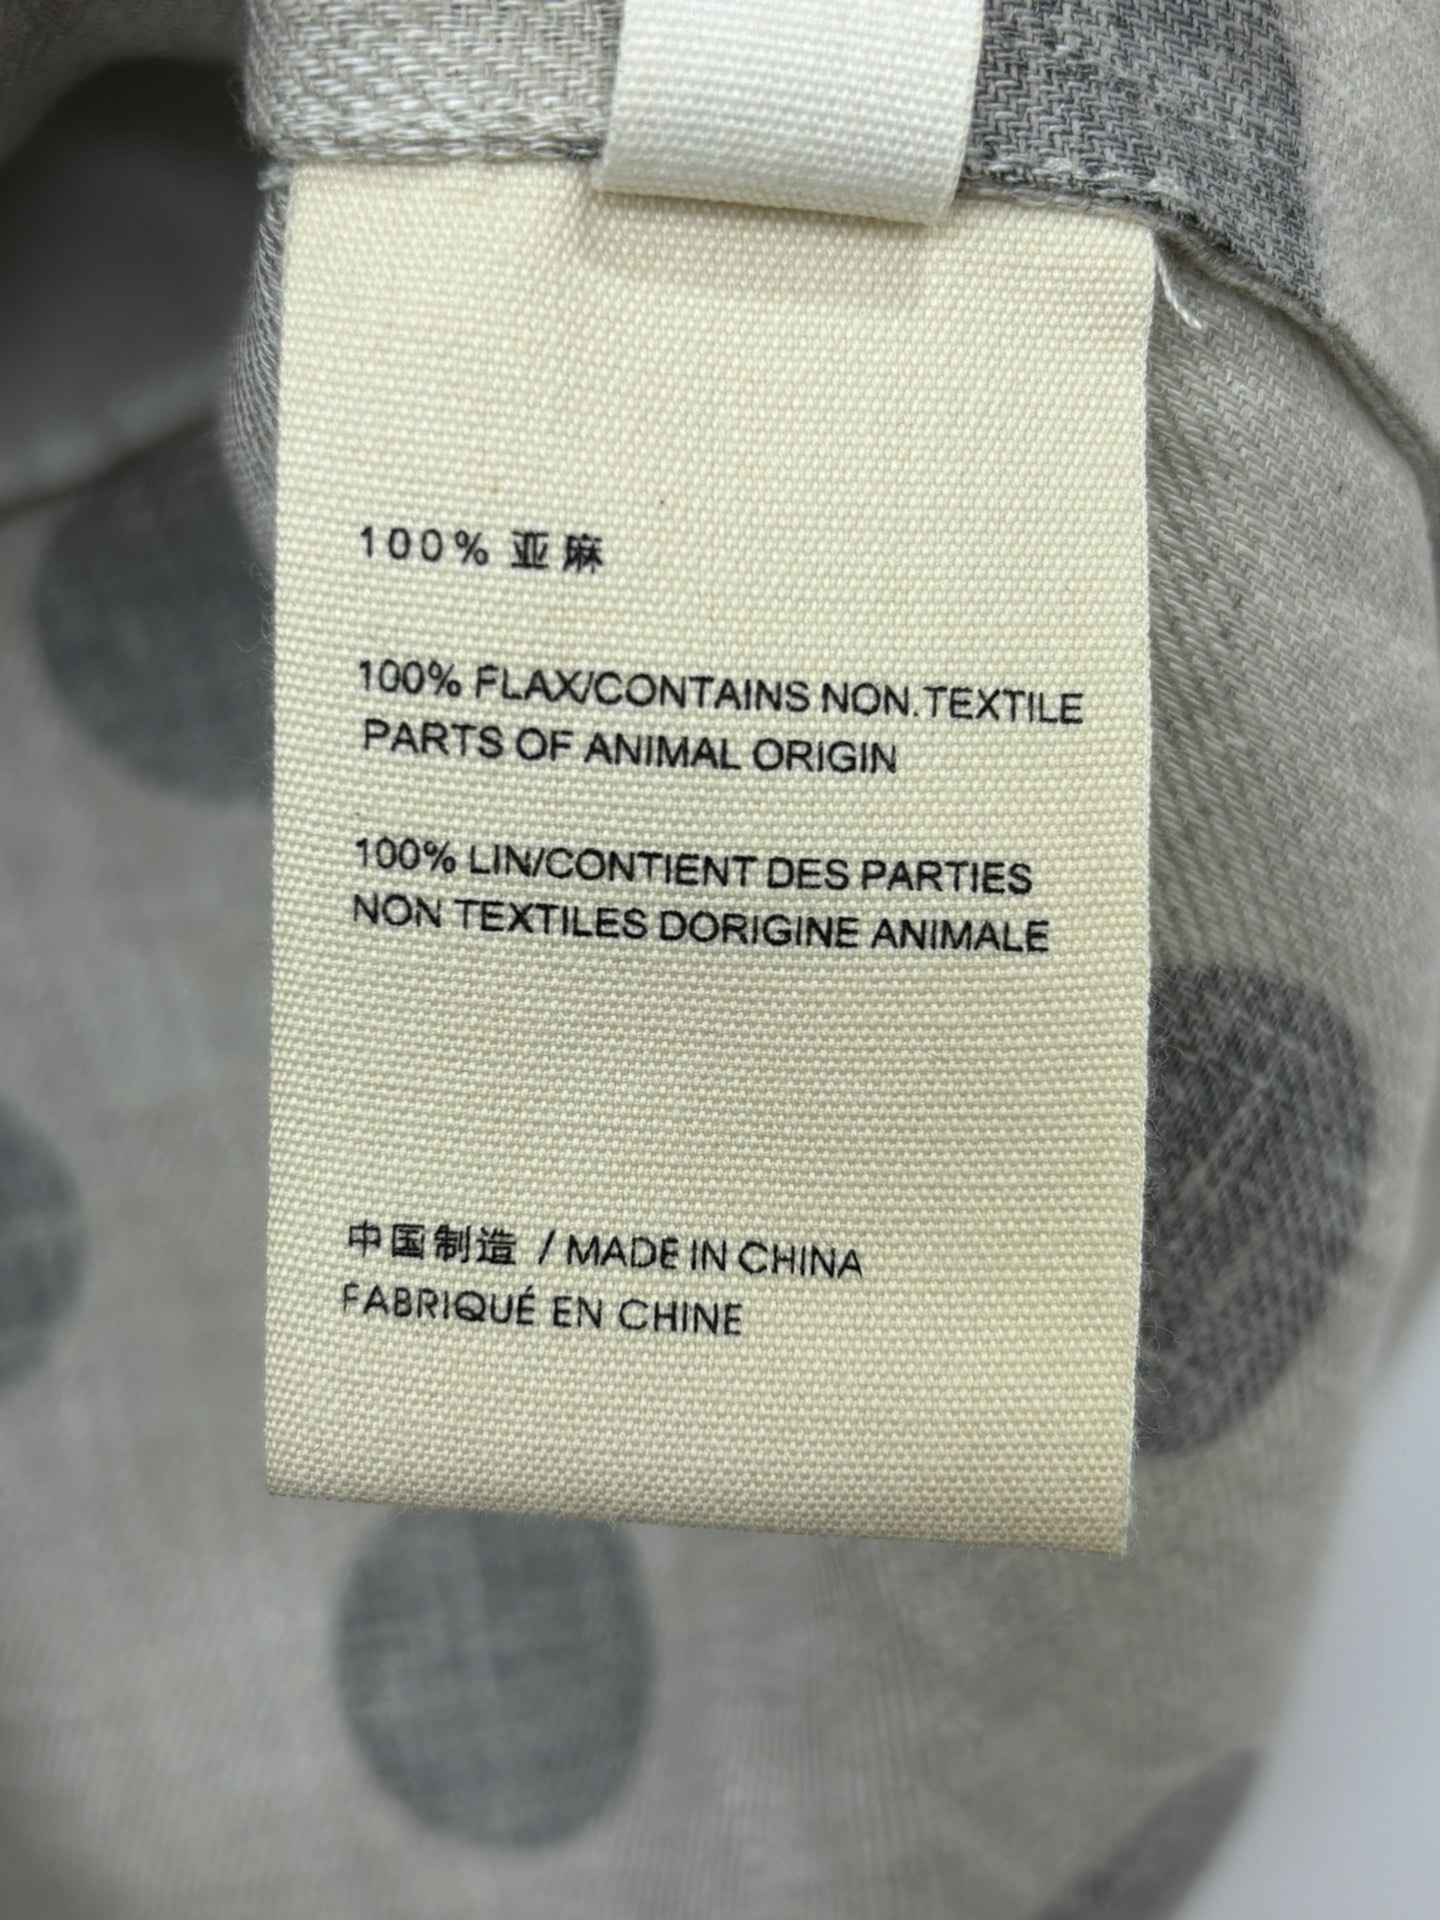 100% 亚麻
100% FLAX/CONTAINS NON.TEXTILE
PARTS OF ANIMAL ORIGIN
100% LIN/CONTIENT DES PARTIES
NON TEXTILES DORIGINE ANIMALE
中国制造 / MADE IN CHINA
FABRIQUÉ EN CHINE